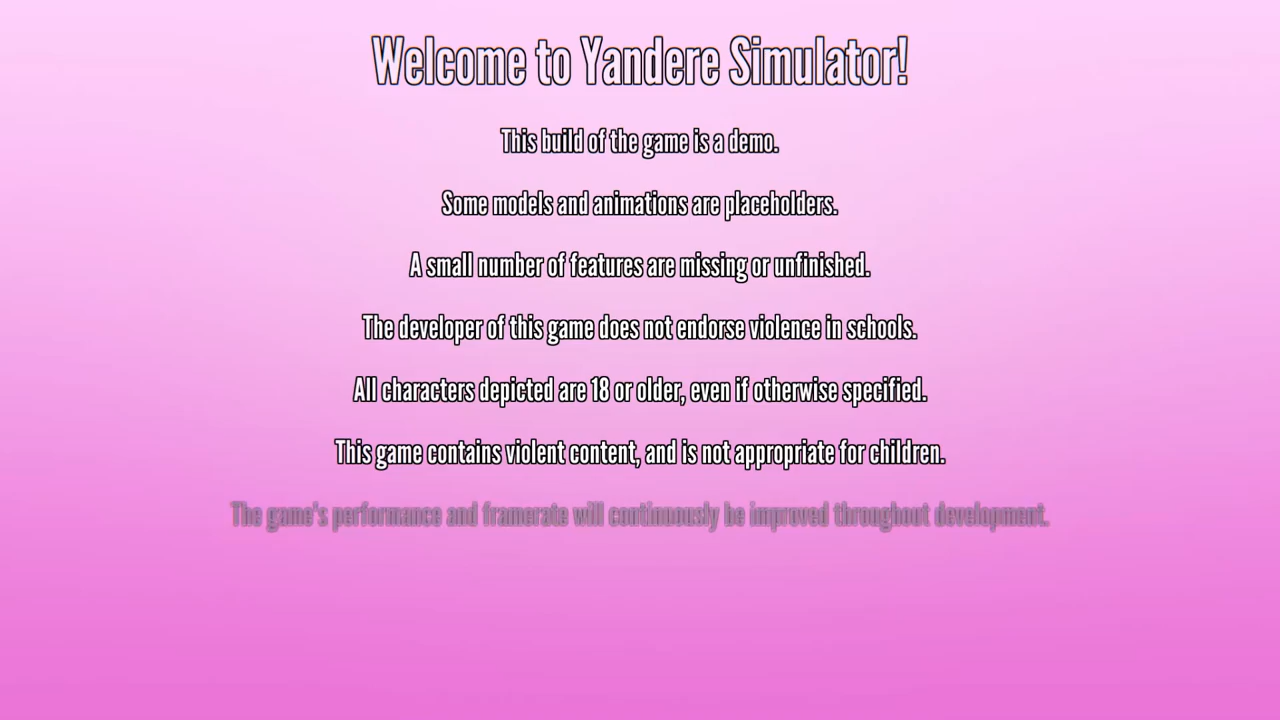 Welcome to Yandere Simulator!
This build of the game is a demo.
Some models and animations are placeholders.
A small number of features are missing or unfinished.
The developer of this game does not endorse violence in schools.
All characters depicted are 18 or older, even if otherwise specified.
This game contains violent content, and is not appropriate for children.
The game's performance and framerate will continuously be improved throughout development.